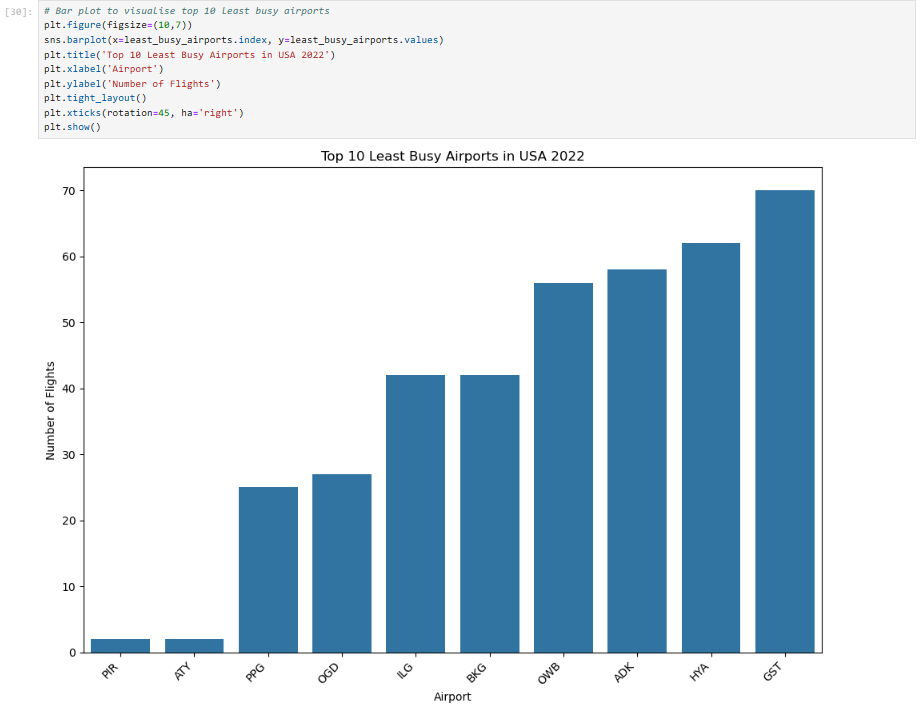 [30]:
# Bar plot to visualise top 10 least busy airports
plt.figure(figsize=(10,7))
sns.barplot(x=least_busy_airports.index, y=least_busy_airports.values)
plt.title('Top 10 Least Busy Airports in USA 2022')
plt.xlabel('Airport')
plt.ylabel('Number of Flights')
plt.tight_layout()
plt.xticks(rotation=45, ha='right')
plt.show()
Top 10 Least Busy Airports in USA 2022
70
60
50
40
30
20
10
0
Number of Flights
PIR
ATY
PPG
OGD
ILG
BKG
OWB
ADK
HYA
GST
Airport